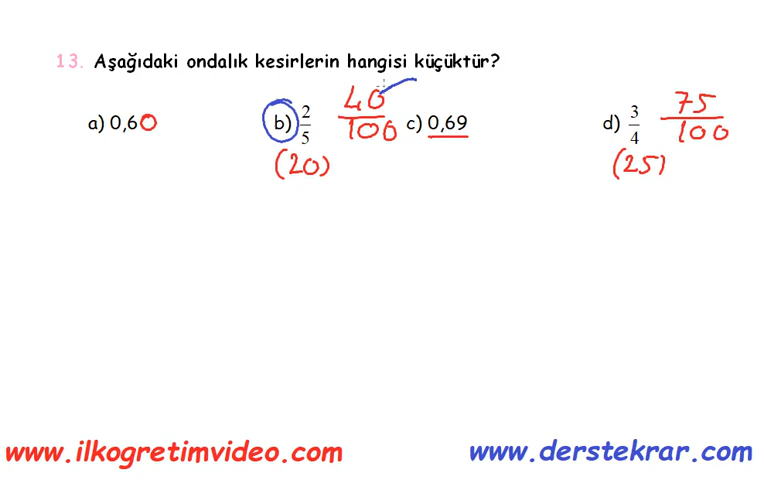 13. Aşağıdaki ondalık kesirlerin hangisi küçüktür?
a) 0,60 b) 2/5 40/100 c) 0,69 d) 3/4 75/100
(20) (25)
www.ilkogretimvideo.com www.derstekrar.com